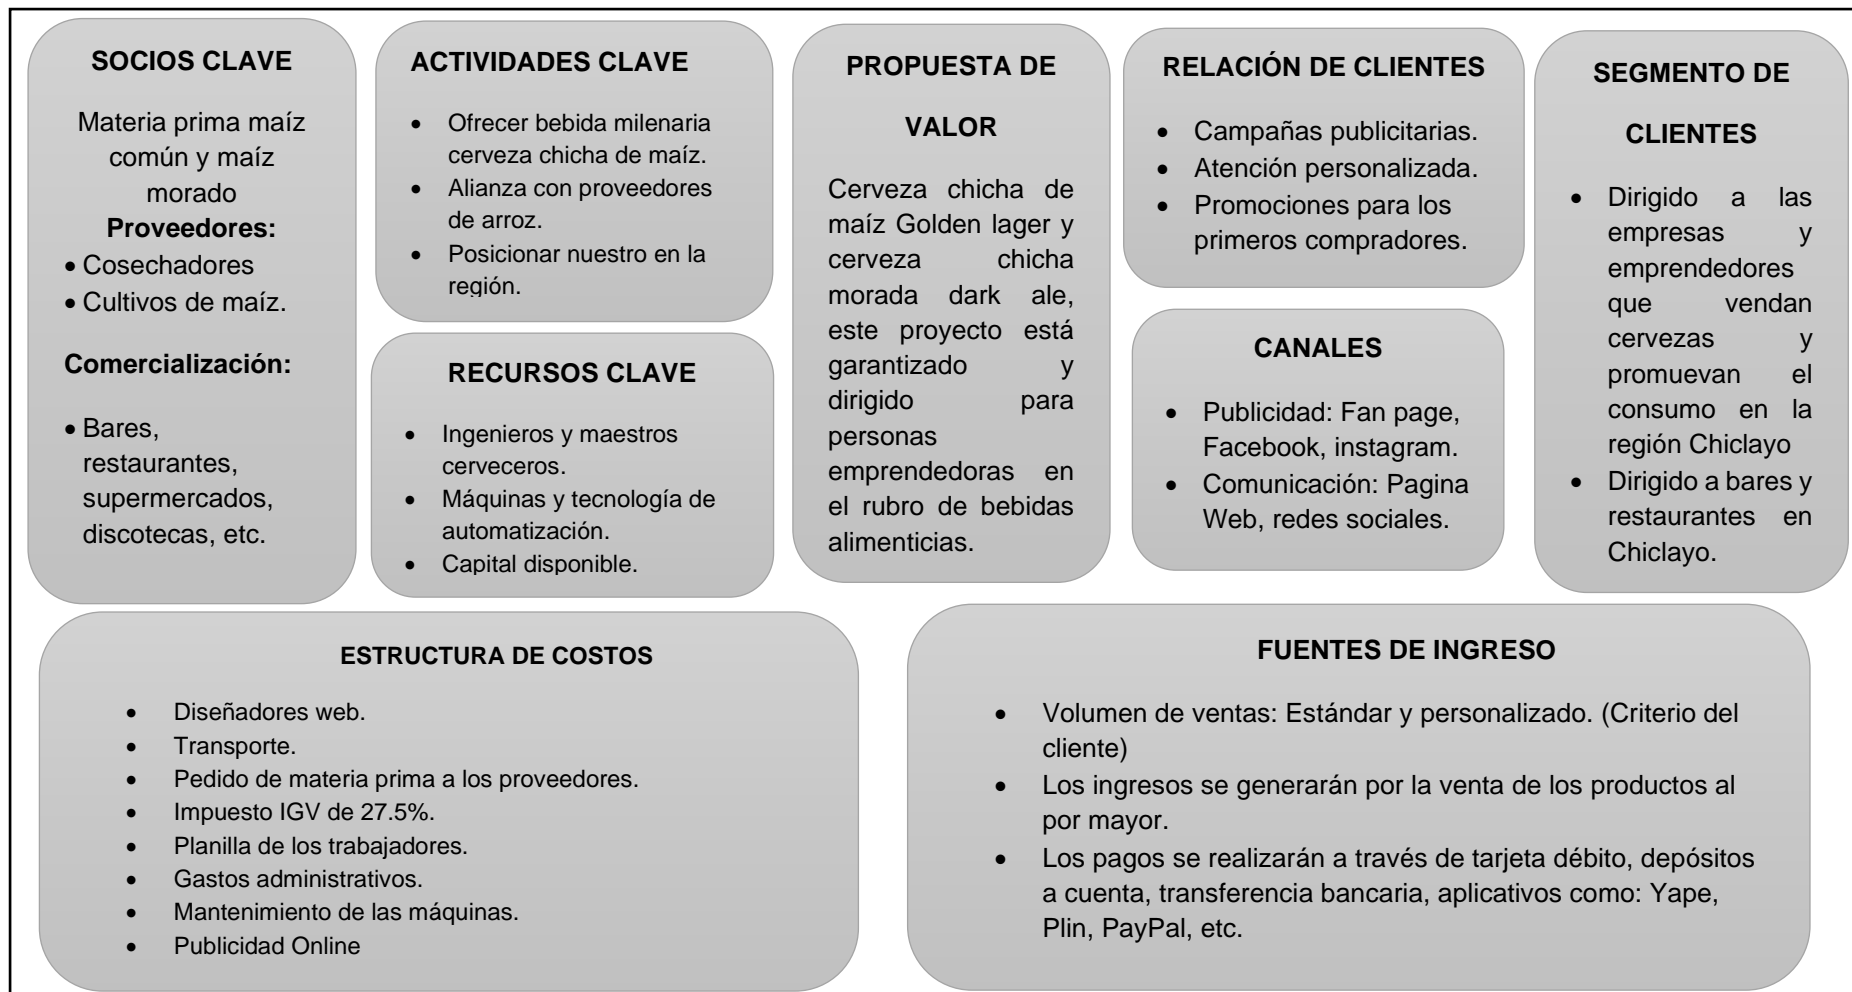 SOCIOS CLAVE
Materia prima maíz
común y maíz
morado
Proveedores:
• Cosechadores
• Cultivos de maíz.
Comercialización:
• Bares,
restaurantes,
supermercados,
discotecas, etc.
ACTIVIDADES CLAVE
• Ofrecer bebida milenaria
cerveza chicha de maíz.
• Alianza con proveedores
de arroz.
• Posicionar nuestro en la
región.
RECURSOS CLAVE
• Ingenieros y maestros
cerveceros.
• Máquinas y tecnología de
automatización.
• Capital disponible.
PROPUESTA DE
VALOR
Cerveza chicha de
maíz Golden lager y
cerveza chicha
morada dark ale,
este proyecto está
garantizado y
dirigido para
personas
emprendedoras en
el rubro de bebidas
alimenticias.
RELACIÓN DE CLIENTES
• Campañas publicitarias.
• Atención personalizada.
• Promociones para los
primeros compradores.
CANALES
• Publicidad: Fan page,
Facebook, instagram.
• Comunicación: Pagina
Web, redes sociales.
SEGMENTO DE
CLIENTES
• Dirigido a las
empresas y
emprendedores
que vendan
cervezas y
promuevan el
consumo en la
región Chiclayo
• Dirigido a bares y
restaurantes en
Chiclayo.
ESTRUCTURA DE COSTOS
• Diseñadores web.
• Transporte.
• Pedido de materia prima a los proveedores.
• Impuesto IGV de 27.5%.
• Planilla de los trabajadores.
• Gastos administrativos.
• Mantenimiento de las máquinas.
• Publicidad Online
FUENTES DE INGRESO
• Volumen de ventas: Estándar y personalizado. (Criterio del
cliente)
• Los ingresos se generarán por la venta de los productos al
por mayor.
• Los pagos se realizarán a través de tarjeta débito, depósitos
a cuenta, transferencia bancaria, aplicativos como: Yape,
Plin, PayPal, etc.